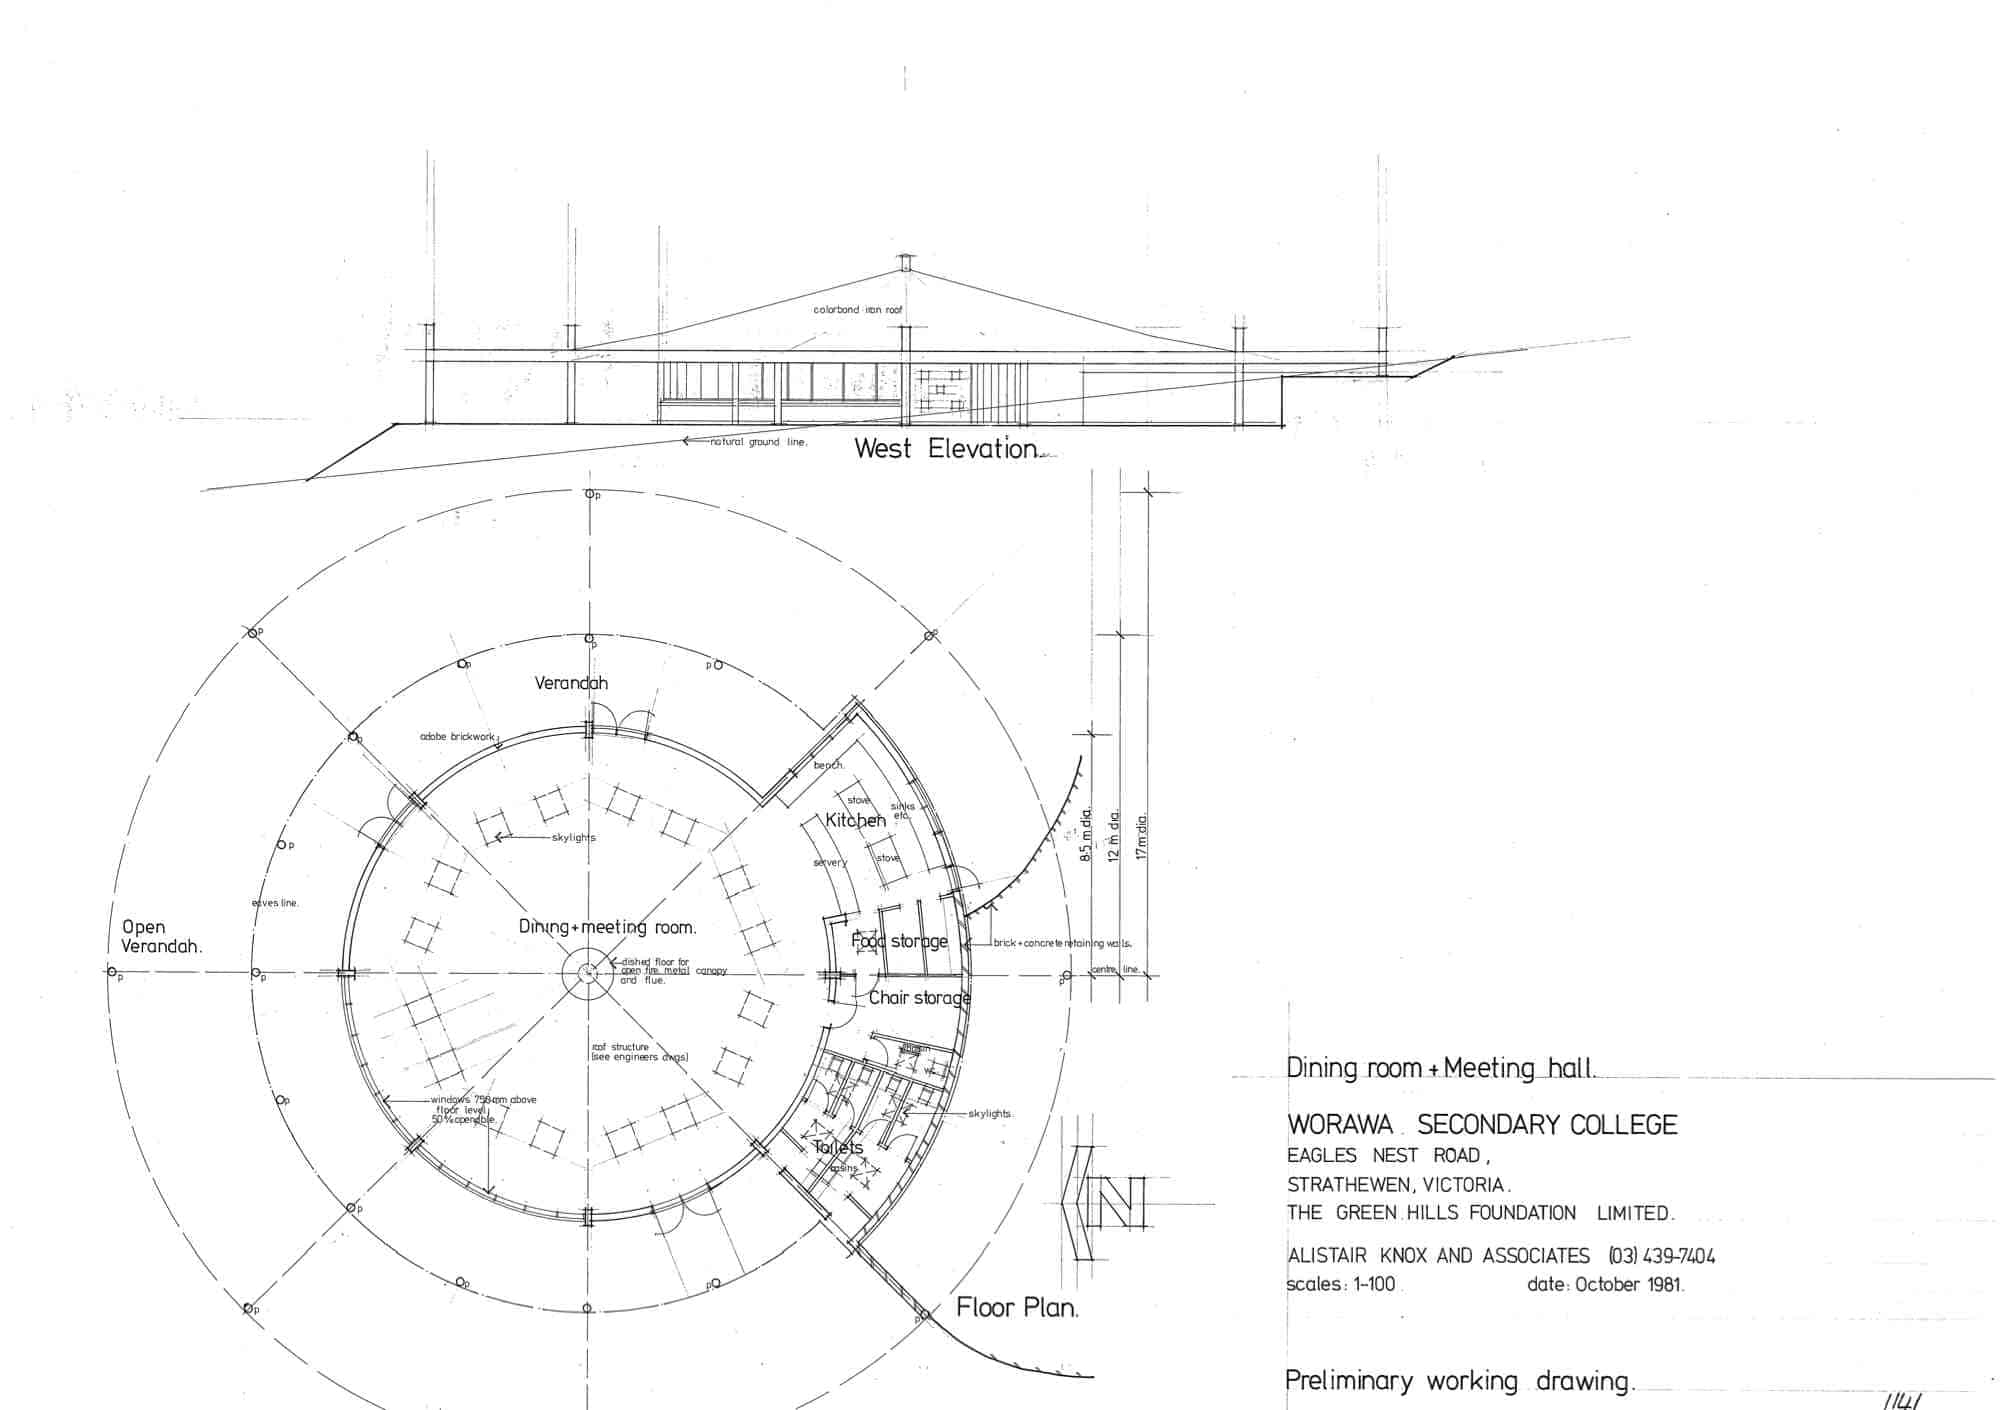 colorbond iron roof
natural ground line.
West Elevation.
p
p
p
p
p
p
p
Verandah
adobe brickwork
bench.
stove
sinks
etc.
Kitchen
skylights
stove
servery
p
8·5 m dia.
12 m dia.
17 m dia.
eaves line.
Open
Verandah.
Dining + meeting room.
Food storage
brick + concrete retaining walls.
dished floor for
open fire, metal canopy
and flue.
centre line.
p
p
p
Chair storage
roof structure
(see engineers dwgs)
basin
wc
windows 750mm above
floor level
50% openable.
p
skylights.
Toilets
basins
p
N
p
p
p
p
Floor Plan.
Dining room + Meeting hall.
WORAWA SECONDARY COLLEGE
EAGLES NEST ROAD,
STRATHEWEN, VICTORIA.
THE GREEN HILLS FOUNDATION LIMITED.
ALISTAIR KNOX AND ASSOCIATES (03) 439-7404
scales: 1-100 date: October 1981.
Preliminary working drawing.
1141